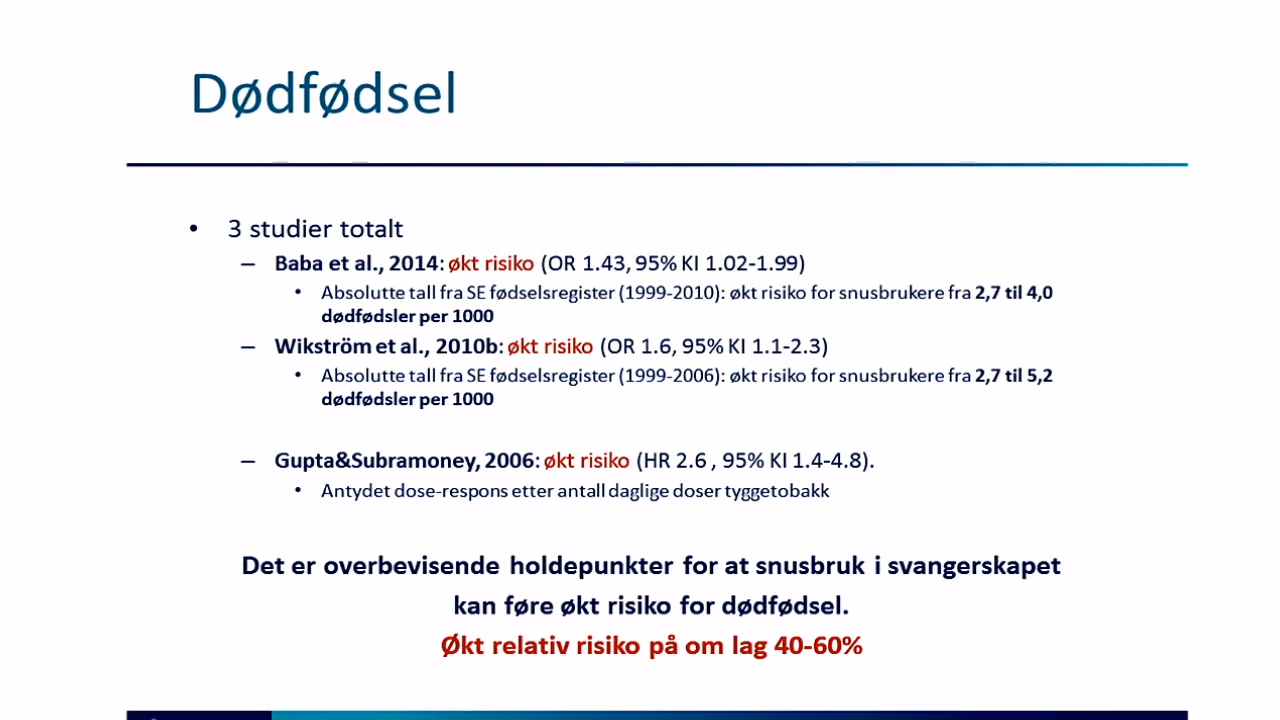 Dødfødsel
• 3 studier totalt
– Baba et al., 2014: økt risiko (OR 1.43, 95% KI 1.02-1.99)
• Absolutte tall fra SE fødselsregister (1999-2010): økt risiko for snusbrukere fra 2,7 til 4,0
dødfødsler per 1000
– Wikström et al., 2010b: økt risiko (OR 1.6, 95% KI 1.1-2.3)
• Absolutte tall fra SE fødselsregister (1999-2006): økt risiko for snusbrukere fra 2,7 til 5,2
dødfødsler per 1000
– Gupta&Subramoney, 2006: økt risiko (HR 2.6 , 95% KI 1.4-4.8).
• Antydet dose-respons etter antall daglige doser tyggetobakk
Det er overbevisende holdepunkter for at snusbruk i svangerskapet
kan føre økt risiko for dødfødsel.
Økt relativ risiko på om lag 40-60%